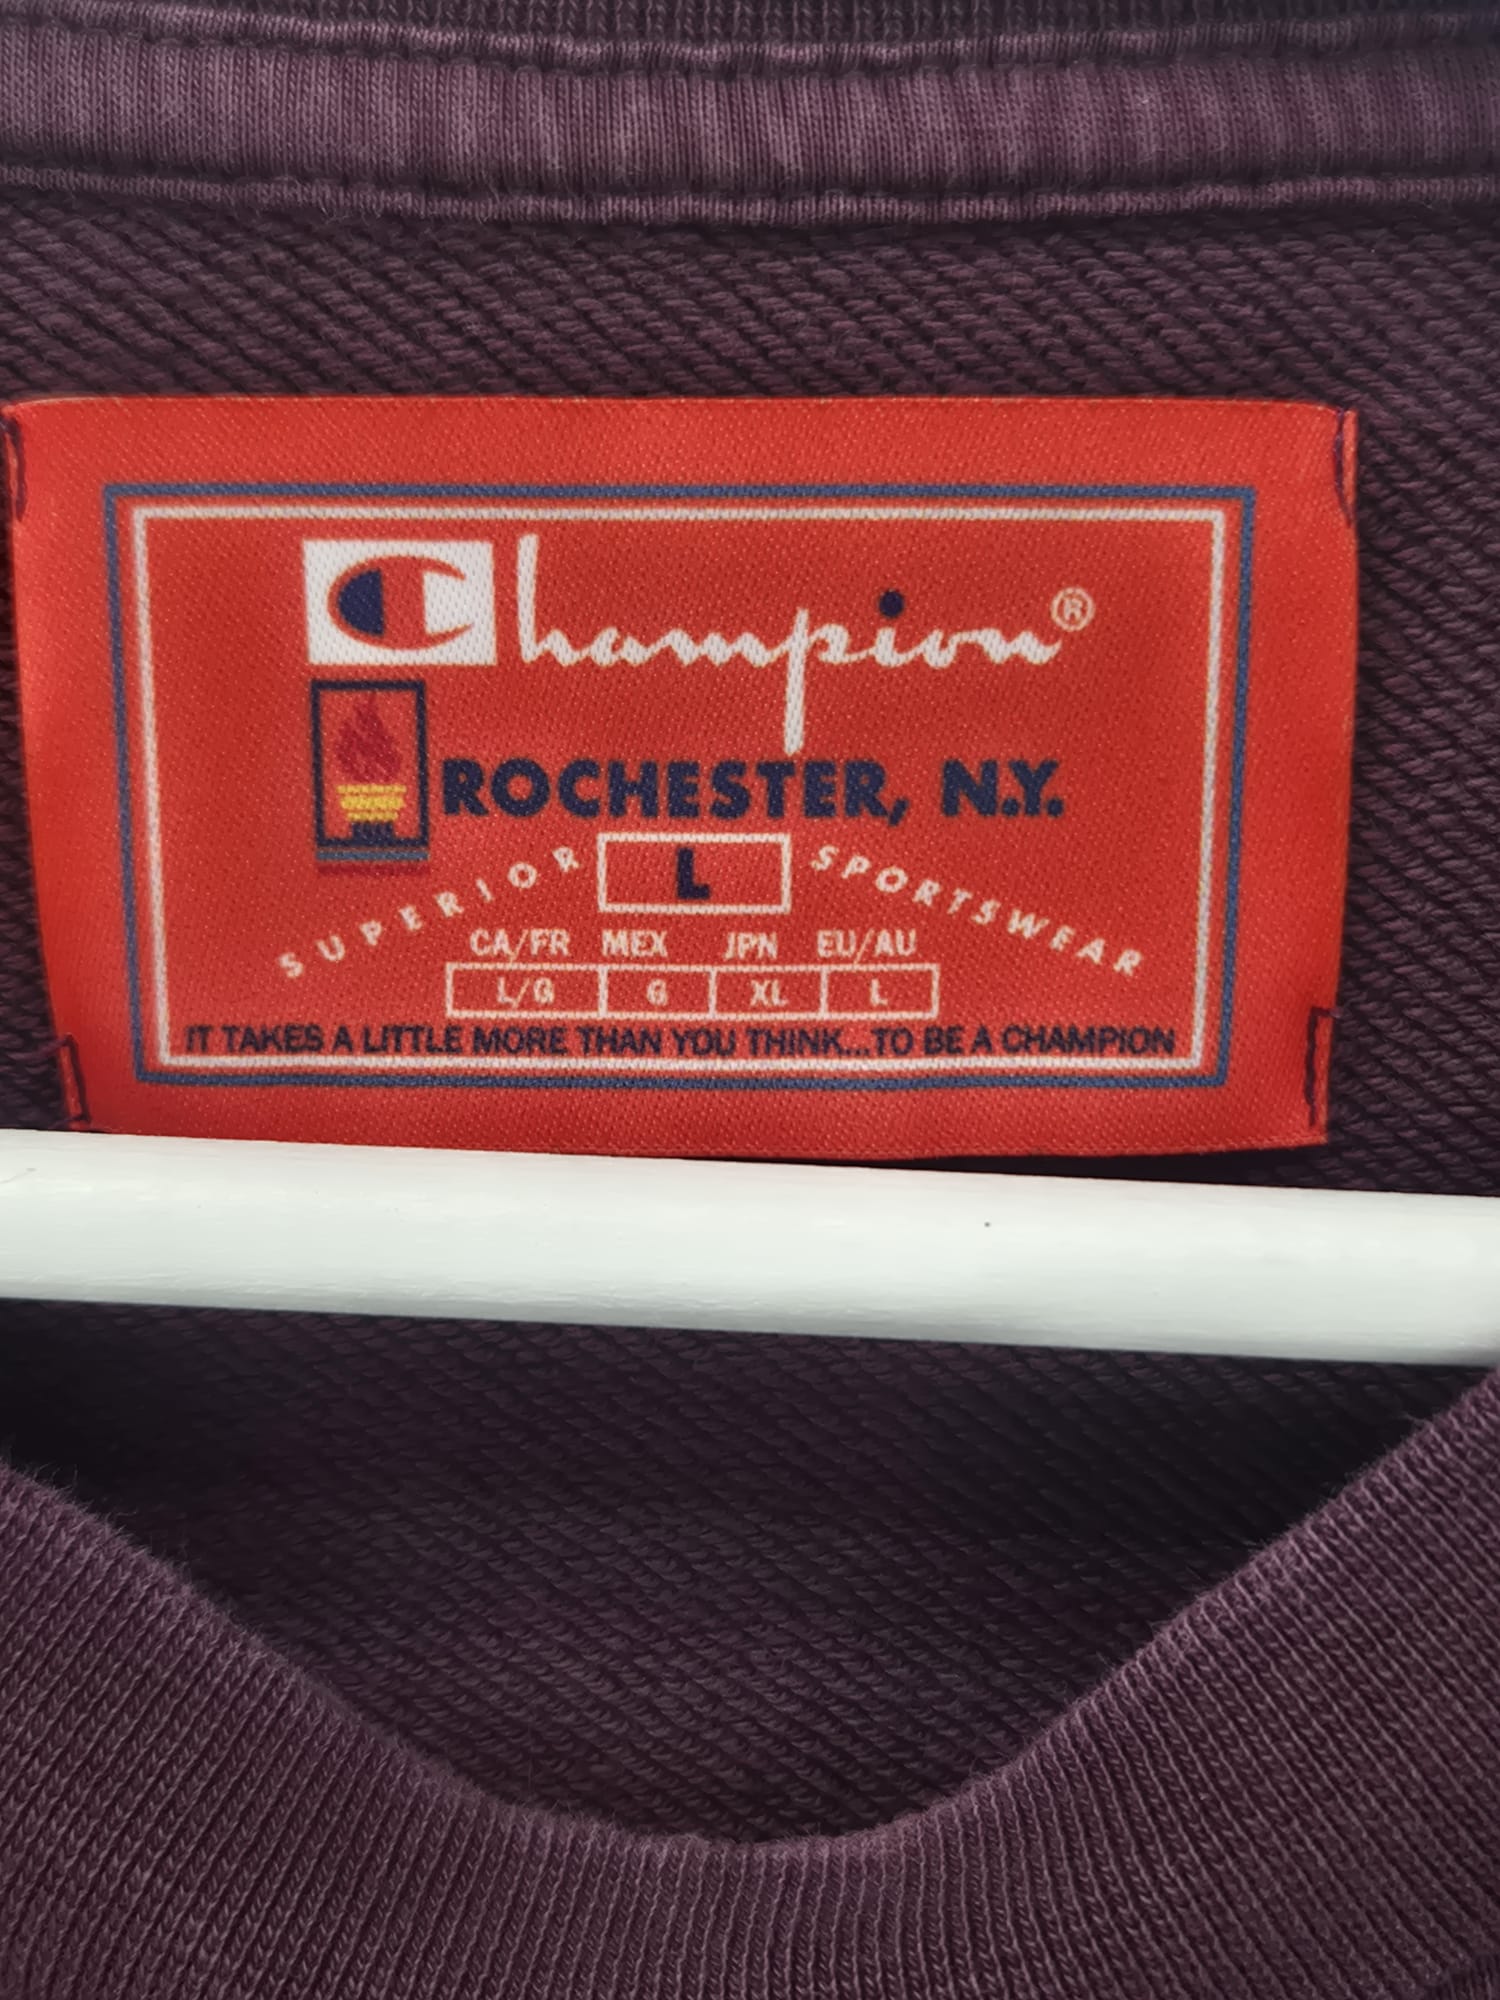 Champion®
ROCHESTER, N.Y.
SUPERIOR L SPORTSWEAR
CA/FR MEX JPN EU/AU
L/G G XL L
IT TAKES A LITTLE MORE THAN YOU THINK...TO BE A CHAMPION